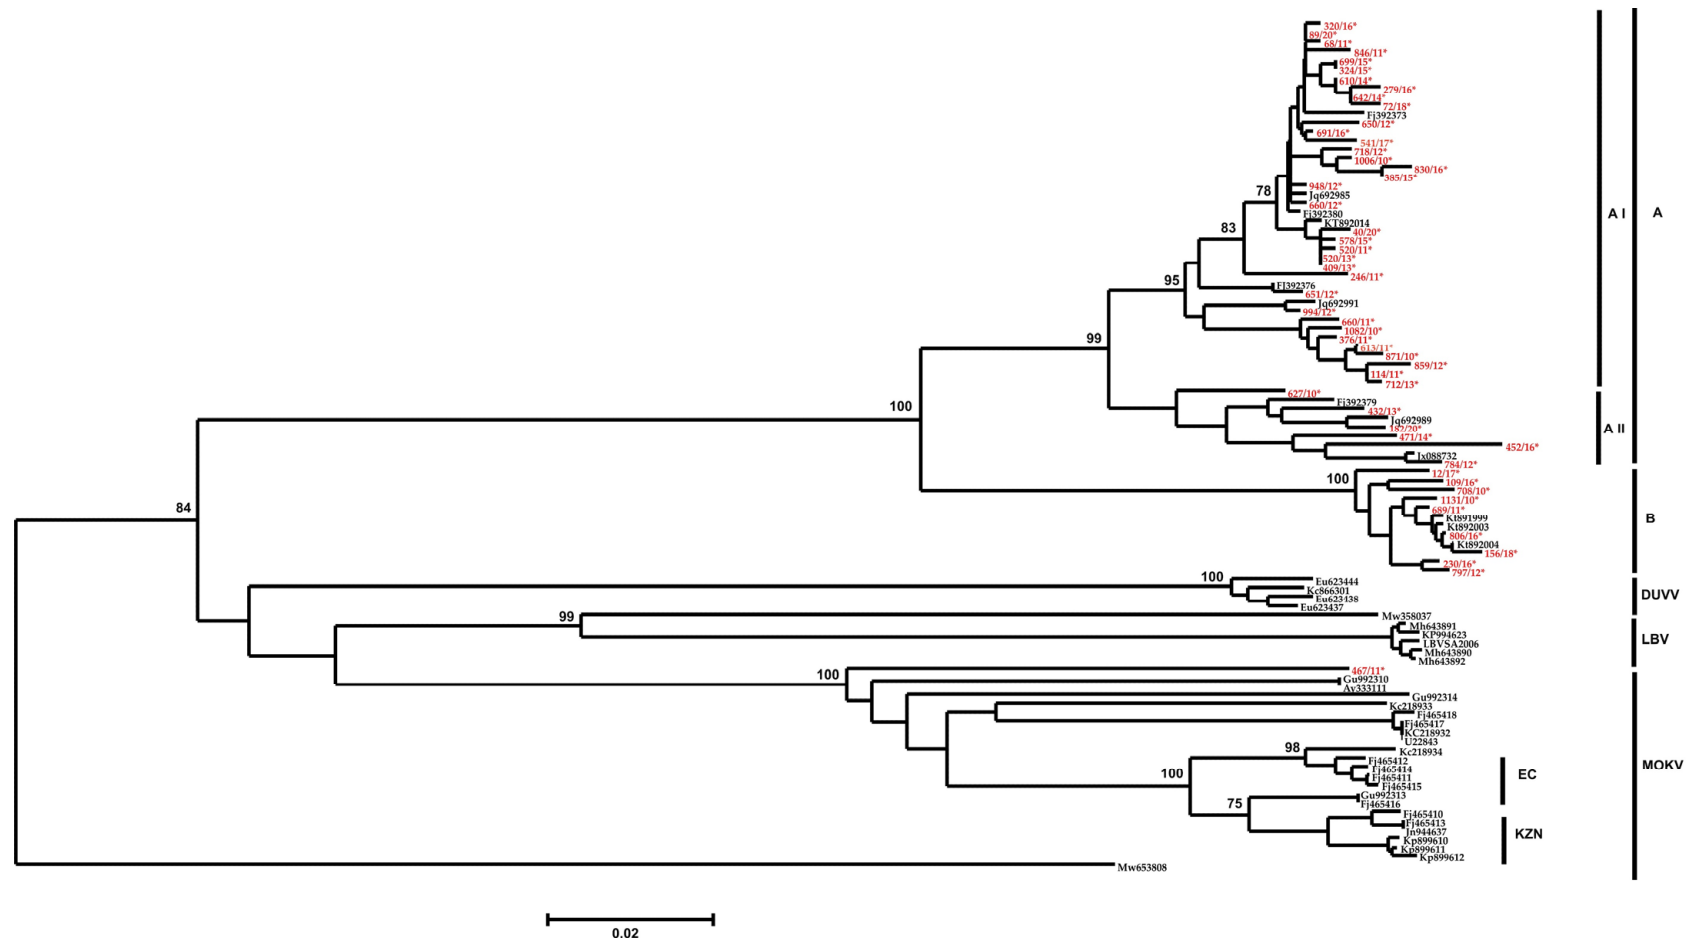 320/16*
89/20*
68/11*
846/11*
699/15*
324/15*
610/14*
279/16*
642/14*
72/18*
Fj392373
650/12*
691/16*
541/17*
718/12*
1006/10*
830/16*
385/15*
78
948/12*
Jq692985
660/12*
Fj392380
A I
A
KT892014
83
40/20*
578/15*
520/11*
520/13*
409/13*
246/11*
95
FJ392376
651/12*
Jq692991
994/12*
660/11*
1082/10*
99
376/11*
613/11*
871/10*
859/12*
114/11*
712/13*
627/10*
100
Fj392379
432/13*
Jq692989
182/20*
A II
471/14*
452/16*
Jx088732
784/12*
12/17*
100
109/16*
708/10*
1131/10*
84
689/11*
Kt891999
B
Kt892003
806/16*
Kt892004
156/18*
230/16*
797/12*
100
Eu623444
Kc866301
DUVV
Eu623438
Eu623437
99
Mw358037
Mh643891
KP994623
LBV
LBVSA2006
Mh643890
Mh643892
100
467/11*
Gu992310
Ay333111
Gu992314
Kc218933
Fj465418
Fj465417
KC218932
U22843
98
Kc218934
Fj465412
MOKV
100
Fj465414
EC
Fj465411
Fj465415
75
Gu992313
Fj465416
Fj465410
Fj465413
KZN
Jn944637
Kp899610
Kp899611
Kp899612
Mw653808
0.02